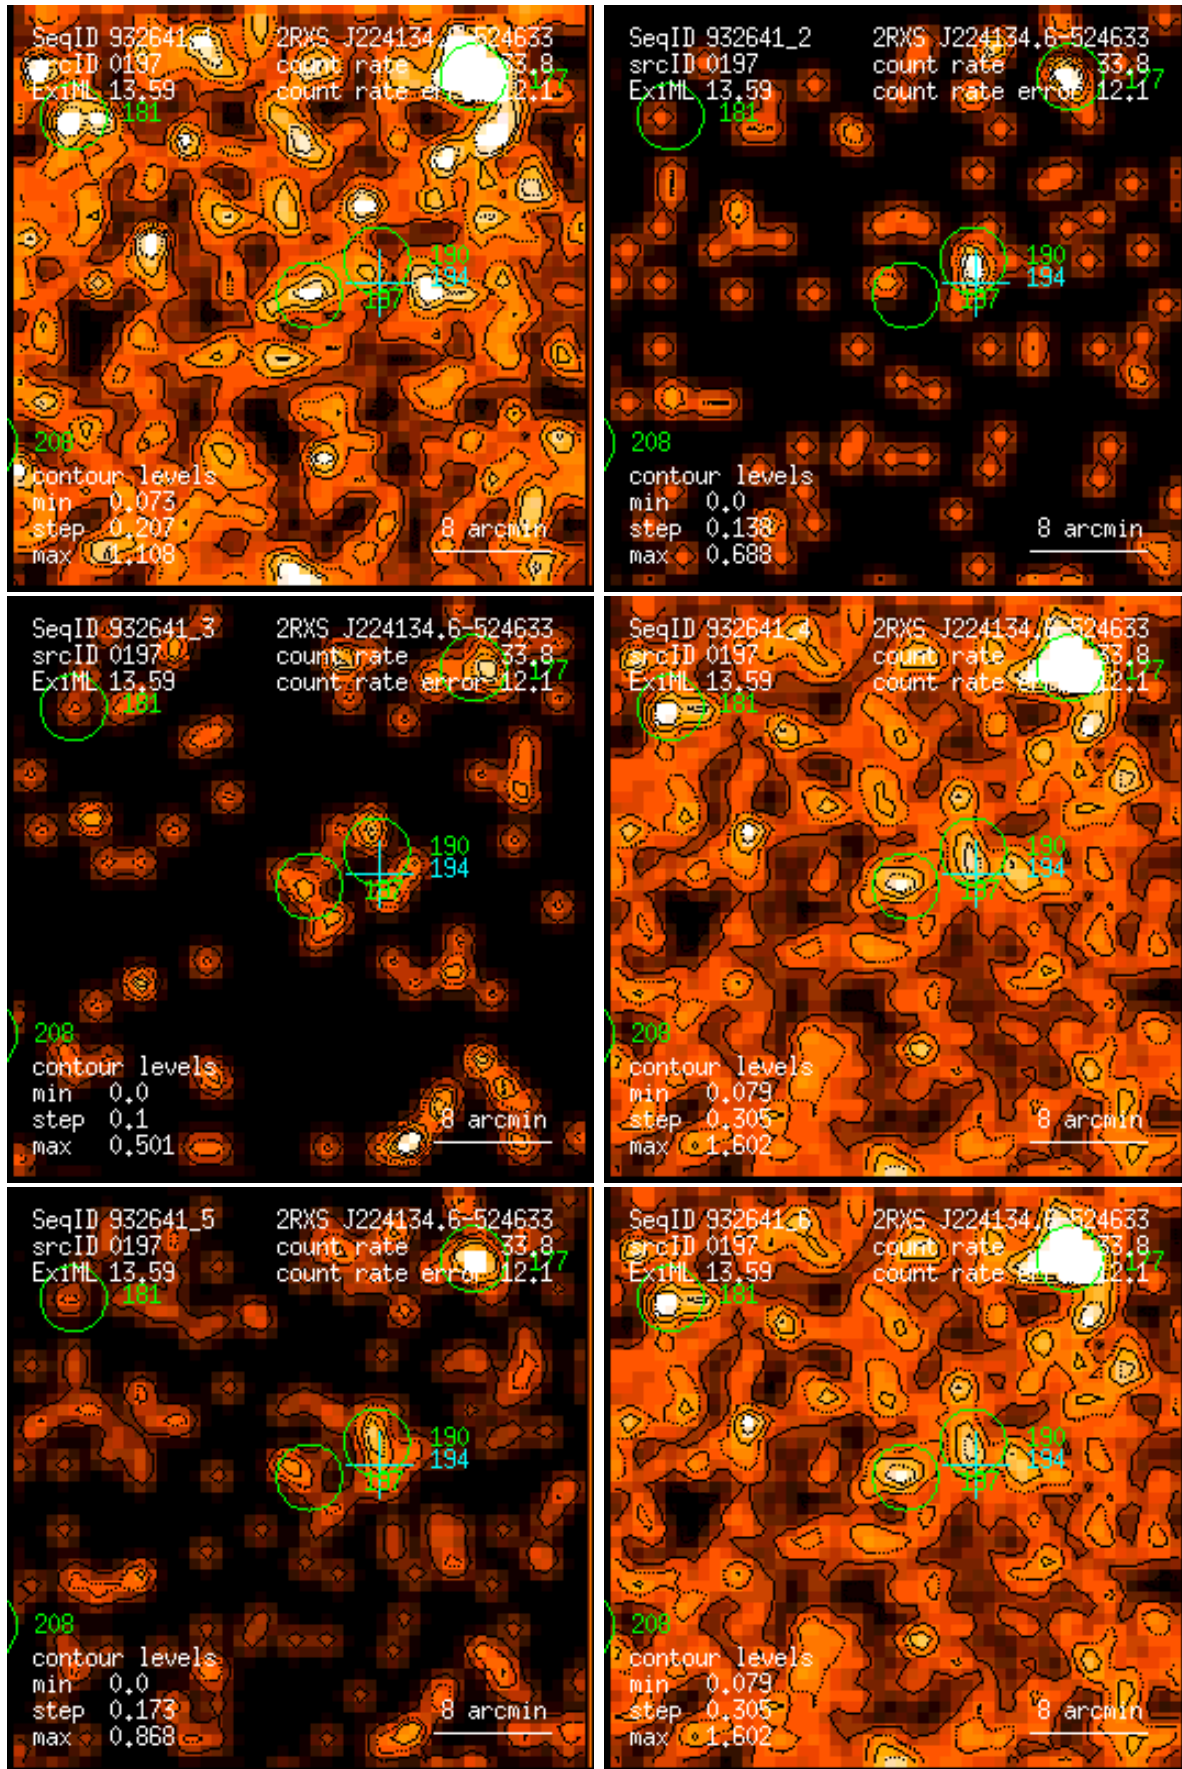 SeqID 932641_1 2RXS J224134.6-524633
srcID 0197 count rate 33.8 177
ExiML 13.59 count rate error 12.1
181
190
194
197
208
contour levels
min 0.073
step 0.207 8 arcmin
max 1.108
SeqID 932641_2 2RXS J224134.6-524633
srcID 0197 count rate 33.8 177
ExiML 13.59 count rate error 12.1
181
190
194
197
208
contour levels
min 0.0
step 0.138 8 arcmin
max 0.688
SeqID 932641_3 2RXS J224134.6-524633
srcID 0197 count rate 33.8 177
ExiML 13.59 count rate error 12.1
181
190
194
197
208
contour levels
min 0.0
step 0.1 8 arcmin
max 0.501
SeqID 932641_4 2RXS J224134.6-524633
srcID 0197 count rate 33.8 177
ExiML 13.59 count rate error 12.1
181
190
194
197
208
contour levels
min 0.079
step 0.305 8 arcmin
max 1.602
SeqID 932641_5 2RXS J224134.6-524633
srcID 0197 count rate 33.8 177
ExiML 13.59 count rate error 12.1
181
190
194
197
208
contour levels
min 0.0
step 0.173 8 arcmin
max 0.868
SeqID 932641_6 2RXS J224134.6-524633
srcID 0197 count rate 33.8 177
ExiML 13.59 count rate error 12.1
181
190
194
197
208
contour levels
min 0.079
step 0.305 8 arcmin
max 1.602